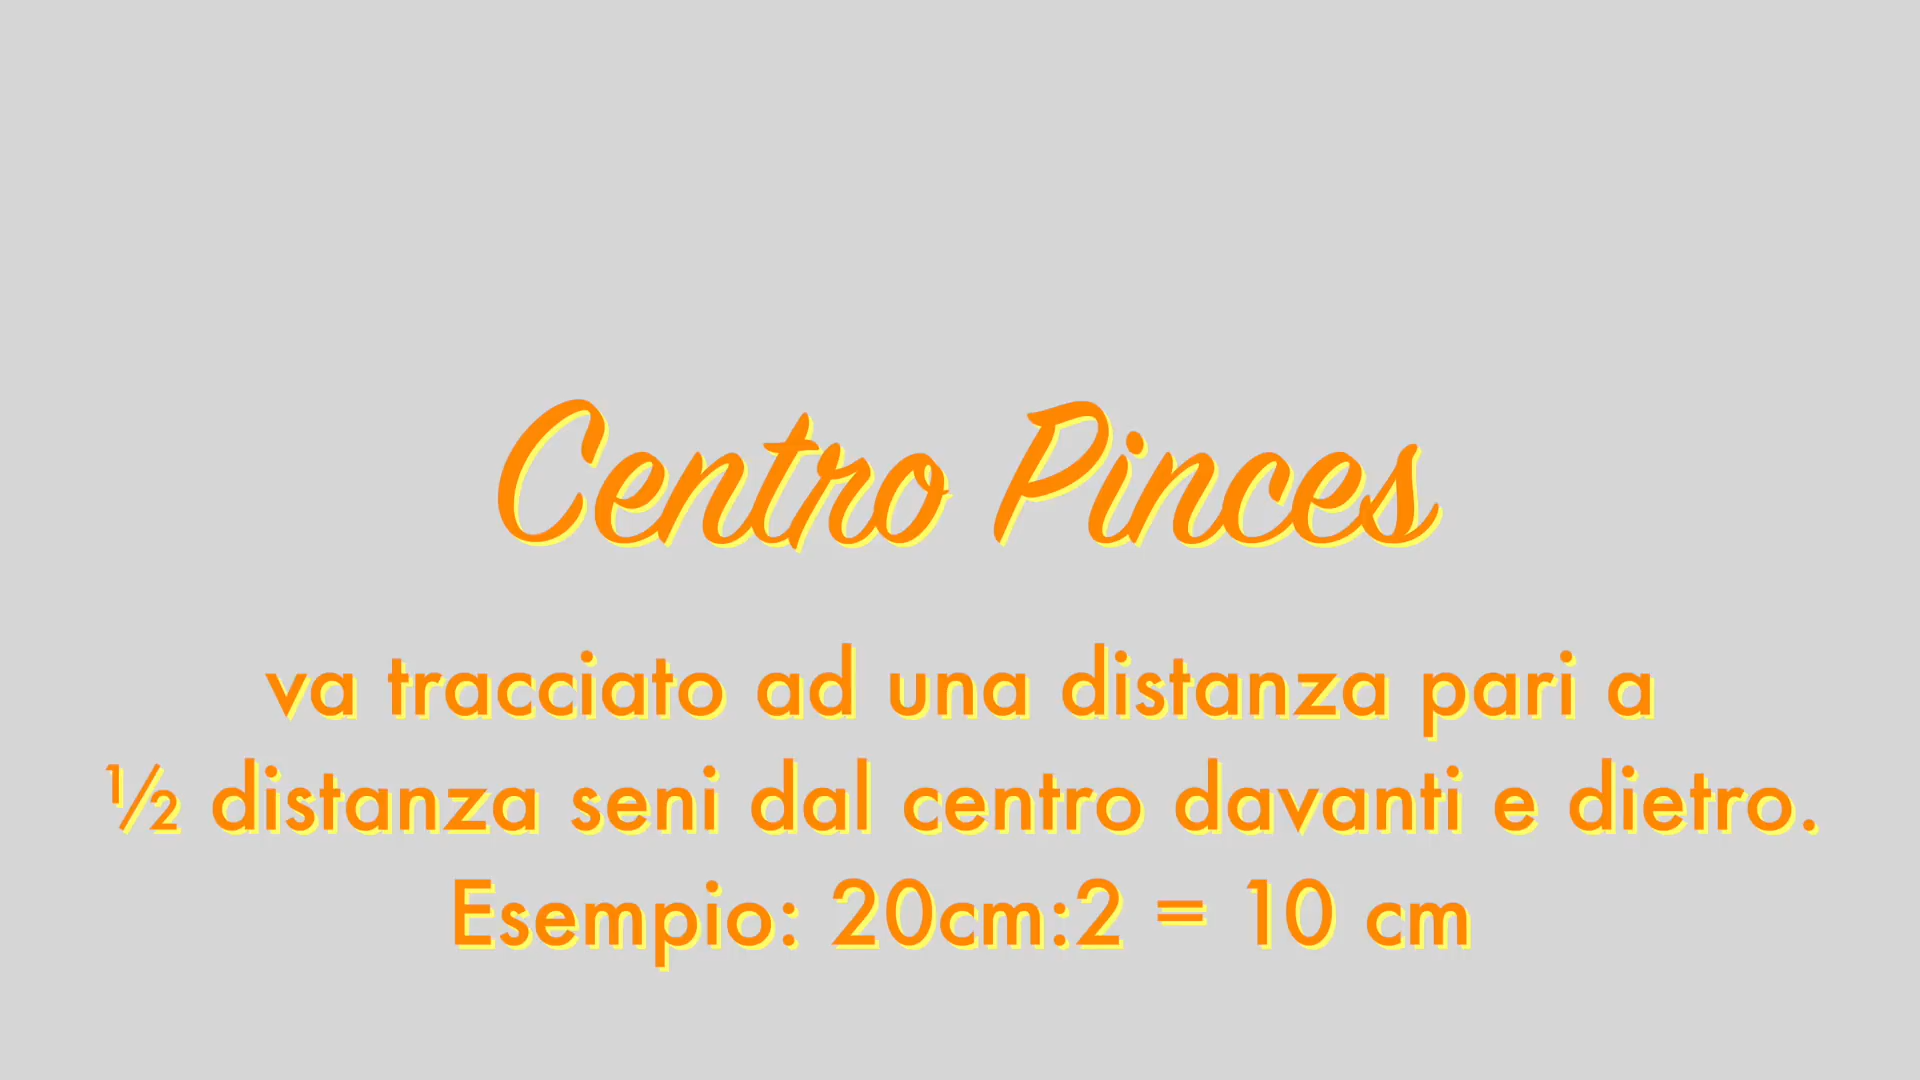 Centro Pinces
va tracciato ad una distanza pari a
½ distanza seni dal centro davanti e dietro.
Esempio: 20cm:2 = 10 cm